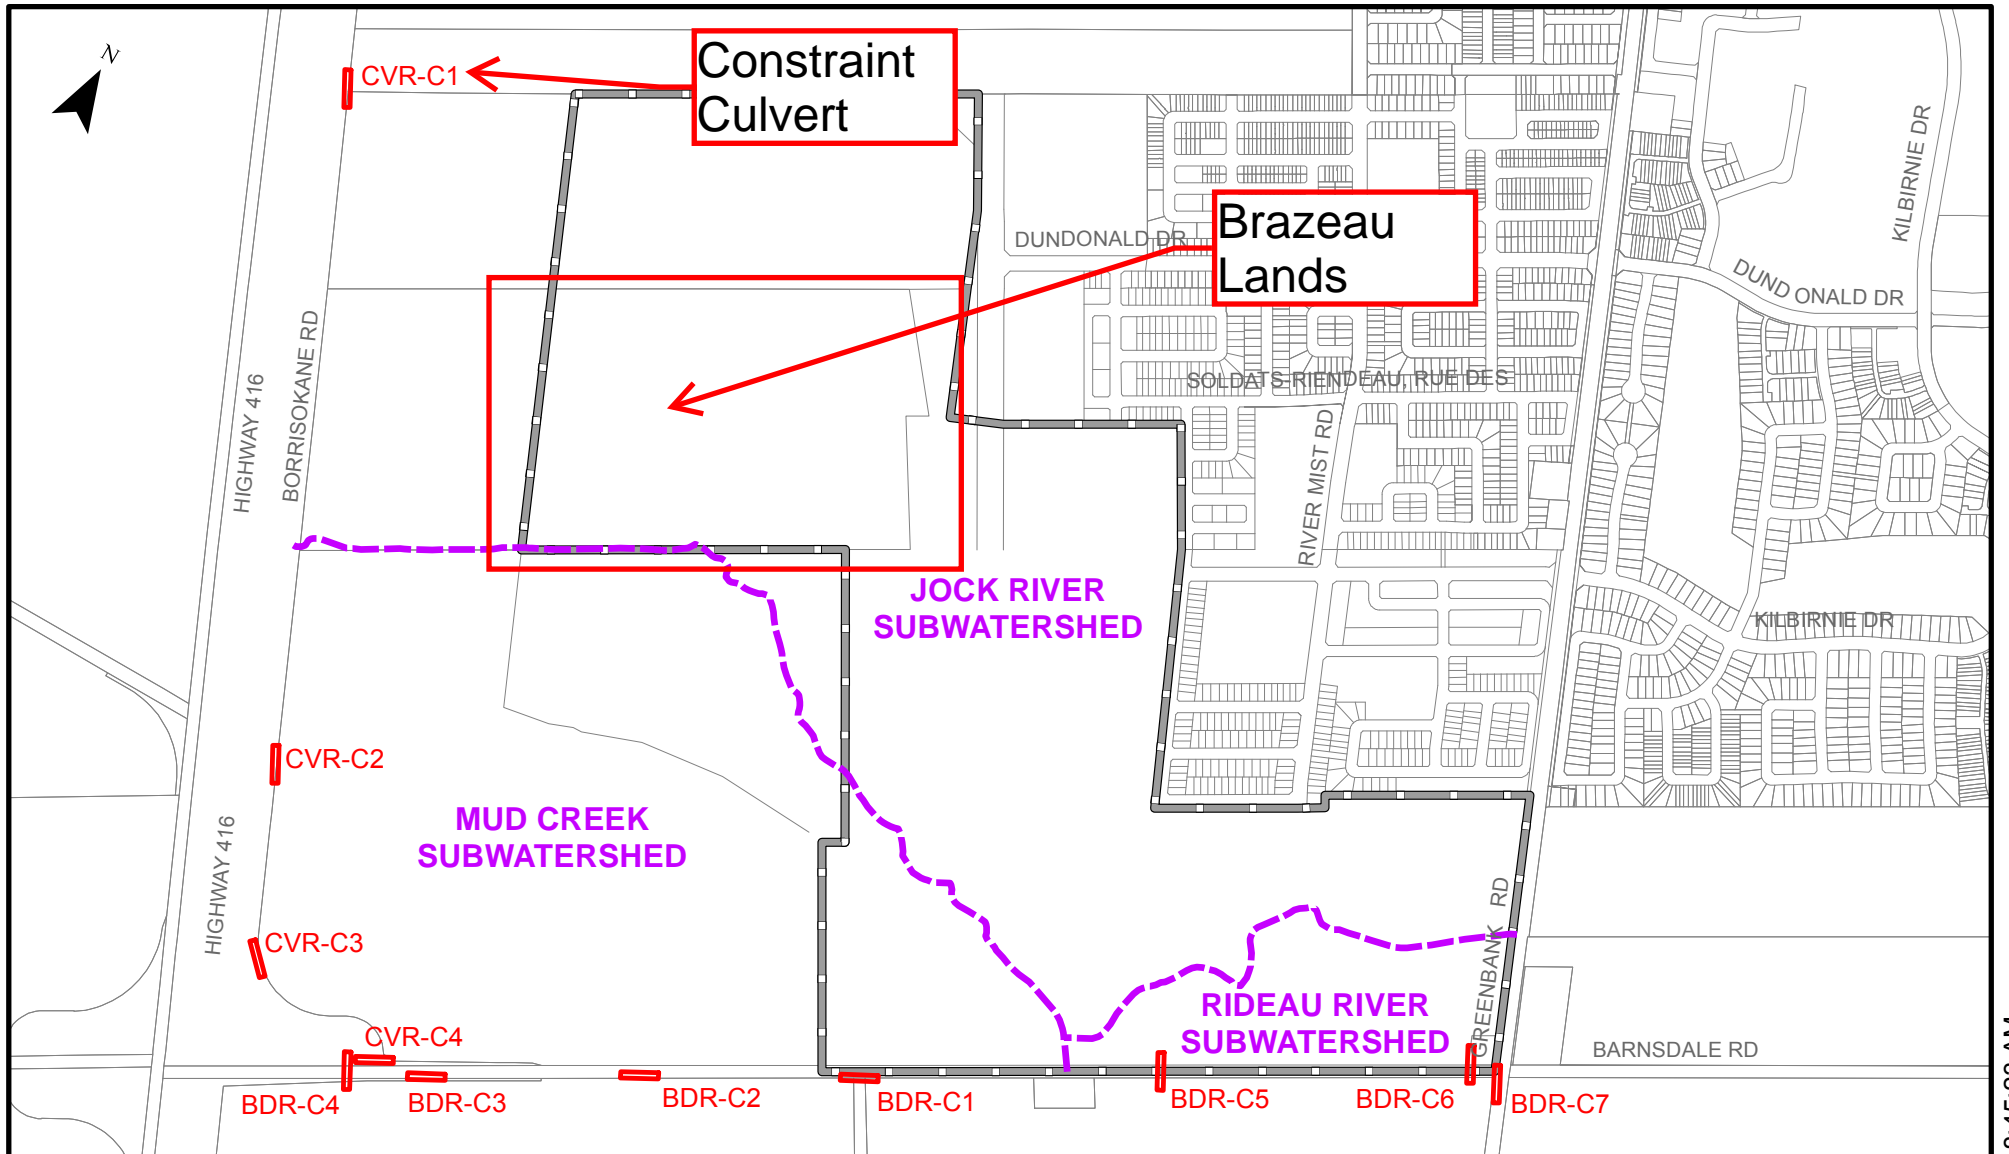 N
CVR-C1
Constraint
Culvert
KILBIRNIE DR
DUNDONALD DR
Brazeau
Lands
DUND ONALD DR
HIGHWAY 416
BORRISOKANE RD
SOLDATS-RIENDEAU, RUE DES
RIVER MIST RD
JOCK RIVER
SUBWATERSHED
KILBIRNIE DR
CVR-C2
MUD CREEK
SUBWATERSHED
HIGHWAY 416
CVR-C3
GREENBANK RD
RIDEAU RIVER
SUBWATERSHED
CVR-C4
BARNSDALE RD
BDR-C4
BDR-C3
BDR-C2
BDR-C1
BDR-C5
BDR-C6
BDR-C7